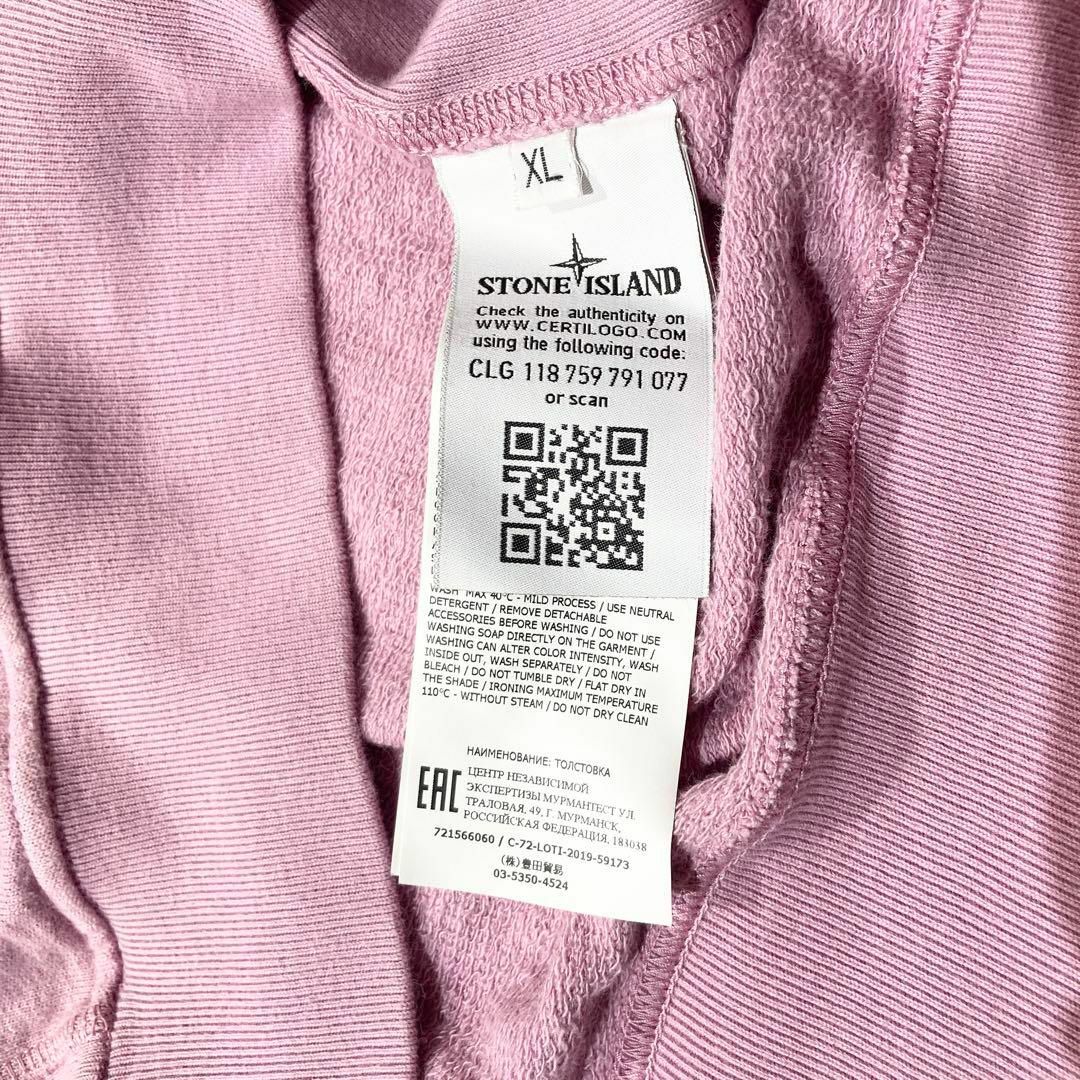 XL
STONE ISLAND
Check the authenticity on
WWW.CERTILOGO.COM
using the following code:
CLG 118 759 791 077
or scan
WASH MAX 40°C - MILD PROCESS / USE NEUTRAL
DETERGENT / REMOVE DETACHABLE
ACCESSORIES BEFORE WASHING / DO NOT USE
WASHING SOAP DIRECTLY ON THE GARMENT /
WASHING CAN ALTER COLOR INTENSITY, WASH
INSIDE OUT, WASH SEPARATELY / DO NOT
BLEACH / DO NOT TUMBLE DRY / FLAT DRY IN
THE SHADE / IRONING MAXIMUM TEMPERATURE
110°C - WITHOUT STEAM / DO NOT DRY CLEAN
НАИМЕНОВАНИЕ: ТОЛСТОВКА
EAC
ЦЕНТР НЕЗАВИСИМОЙ
ЭКСПЕРТИЗЫ МУРМАНТЕСТ УЛ.
ТРАЛОВАЯ, 49, Г. МУРМАНСК,
РОССИЙСКАЯ ФЕДЕРАЦИЯ, 183038
721566060 / C-72-LOTI-2019-59173
(株)豊田貿易
03-5350-4524